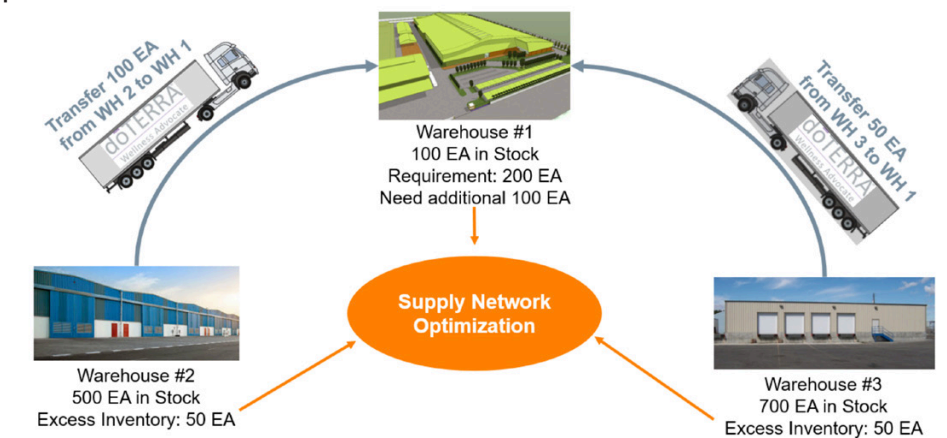 Transfer 100 EA
from WH 2 to WH 1
dōTERRA
Wellness Advocate
Warehouse #1
100 EA in Stock
Requirement: 200 EA
Need additional 100 EA
Transfer 50 EA
from WH 3 to WH 1
dōTERRA
Wellness Advocate
Supply Network
Optimization
Warehouse #2
500 EA in Stock
Excess Inventory: 50 EA
Warehouse #3
700 EA in Stock
Excess Inventory: 50 EA